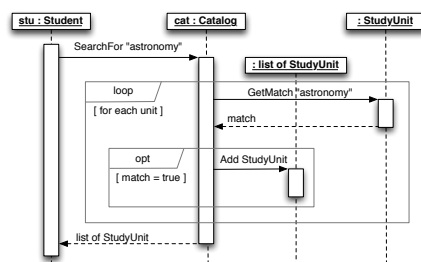 stu : Student
cat : Catalog
: StudyUnit
SearchFor "astronomy"
: list of StudyUnit
loop
[ for each unit ]
GetMatch "astronomy"
match
opt
[ match = true ]
Add StudyUnit
list of StudyUnit